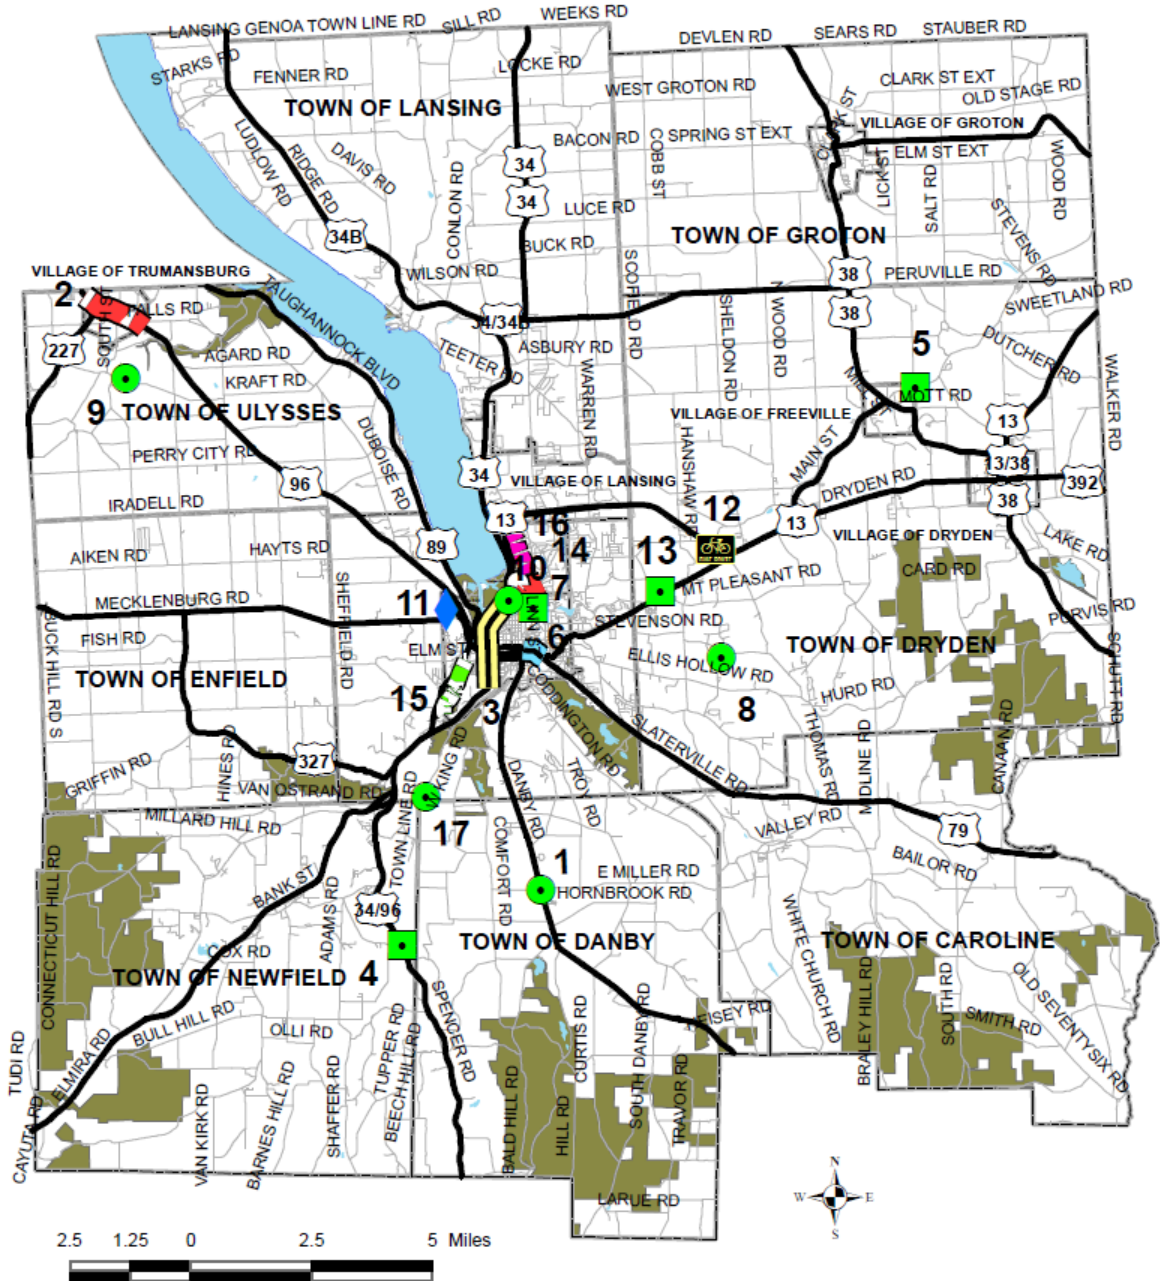 LANSING GENOA TOWN LINE RD
SILL RD
WEEKS RD
DEVLEN RD
SEARS RD
STAUBER RD
STARKS RD
FENNER RD
LOCKE RD
WEST GROTON RD
CLARK ST EXT
OLD STAGE RD
TOWN OF LANSING
CLARK ST
VILLAGE OF GROTON
LUDLOW RD
RIDGE RD
DAVIS RD
BACON RD
COBB ST
SPRING ST EXT
ELM ST EXT
WOOD RD
34
CONLON RD
LICK ST
SALT RD
34
LUCE RD
STEVENS RD
34B
BUCK RD
TOWN OF GROTON
VILLAGE OF TRUMANSBURG
WILSON RD
SCOFIELD RD
38
PERUVILLE RD
2
FALLS RD
TAUGHANNOCK BLVD
34/34B
SHELDON RD
N WOOD RD
38
SWEETLAND RD
SOUTH ST
227
AGARD RD
TEETER RD
ASBURY RD
5
DUTCHER RD
KRAFT RD
WARREN RD
MOTT RD
WALKER RD
9
TOWN OF ULYSSES
VILLAGE OF FREEVILLE
13
DUBOISE RD
HANSHAW RD
MAIN ST
PERRY CITY RD
13/38
96
34
VILLAGE OF LANSING
DRYDEN RD
392
IRADELL RD
38
13
16
12
13
VILLAGE OF DRYDEN
LAKE RD
AIKEN RD
HAYTS RD
89
14
13
CARD RD
SHEFFIELD RD
10
7
MT PLEASANT RD
MECKLENBURG RD
11
LINN ST
STEVENSON RD
PURVIS RD
FISH RD
BUCK HILL RD S
ELM ST
6
ELLIS HOLLOW RD
TOWN OF DRYDEN
TOWN OF ENFIELD
15
3
CODDINGTON RD
8
HURD RD
SCHUTT RD
HINES RD
327
KING RD
DANBY RD
TROY RD
SLATERVILLE RD
THOMAS RD
MIDLINE RD
CANAAN RD
GRIFFIN RD
VAN OSTRAND RD
TOWN LINE RD
MILLARD HILL RD
17
COMFORT RD
VALLEY RD
79
BAILOR RD
CONNECTICUT HILL RD
BANK ST
ADAMS RD
1
E MILLER RD
HORNBROOK RD
34/96
WHITE CHURCH RD
COX RD
TOWN OF DANBY
TOWN OF CAROLINE
TOWN OF NEWFIELD
4
SPENCER RD
BRALEY HILL RD
SOUTH RD
OLD SEVENTYSIX RD
BULL HILL RD
OLLI RD
CURTIS RD
SOUTH DANBY RD
SMITH RD
TUDI RD
ELMIRA RD
TUPPER RD
BEECH HILL RD
CAYUTA RD
VAN KIRK RD
BARNES HILL RD
SHAFFER RD
BALD HILL RD
HILL RD
TRAVOR RD
LARUE RD
N
W
E
S
2.5 1.25 0 2.5 5 Miles